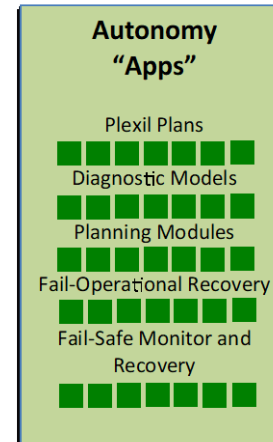 Autonomy
“Apps”
Plexil Plans
Diagnostic Models
Planning Modules
Fail-Operational Recovery
Fail-Safe Monitor and
Recovery